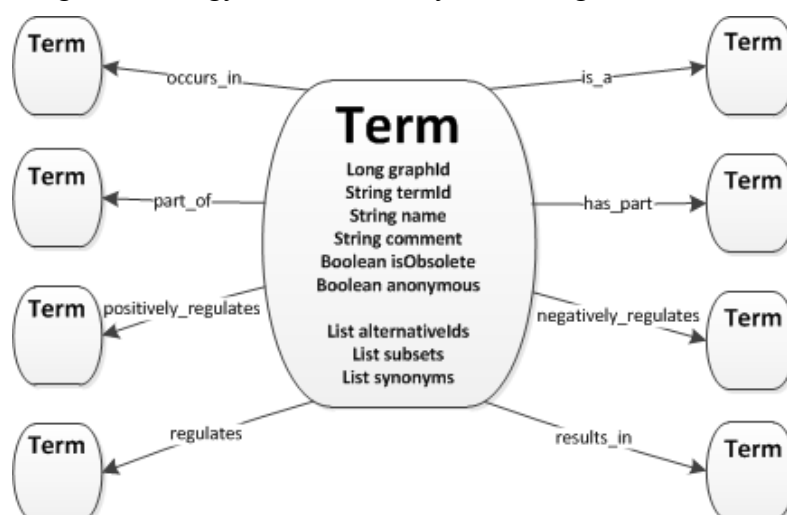 Term
occurs_in
is_a
Term
Term
Long graphId
String termId
String name
String comment
Boolean isObsolete
Boolean anonymous
List alternativeIds
List subsets
List synonyms
Term
part_of
has_part
Term
Term
positively_regulates
negatively_regulates
Term
Term
regulates
results_in
Term